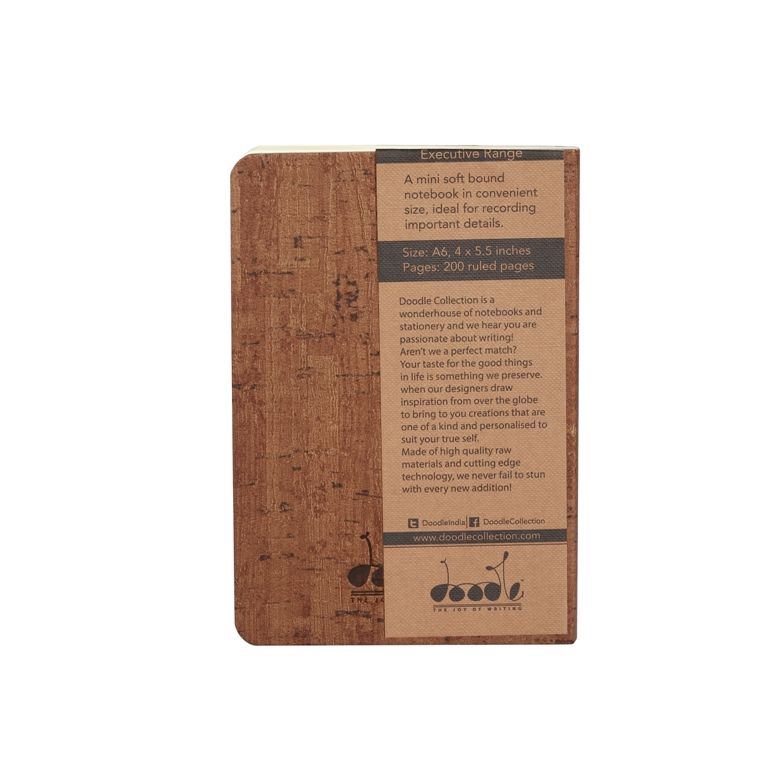 Executive Range
A mini soft bound
notebook in convenient
size, ideal for recording
important details.
Size: A6, 4 x 5.5 inches
Pages: 200 ruled pages
Doodle Collection is a
wonderhouse of notebooks and
stationery and we hear you are
passionate about writing!
Aren't we a perfect match?
Your taste for the good things
in life is something we preserve.
when our designers draw
inspiration from over the globe
to bring to you creations that are
one of a kind and personalised to
suit your true self.
Made of high quality raw
materials and cutting edge
technology, we never fail to stun
with every new addition!
DoodleIndia DoodleCollection
www.doodlecollection.com
doodle
THE JOY OF WRITING
do
THE JOY O